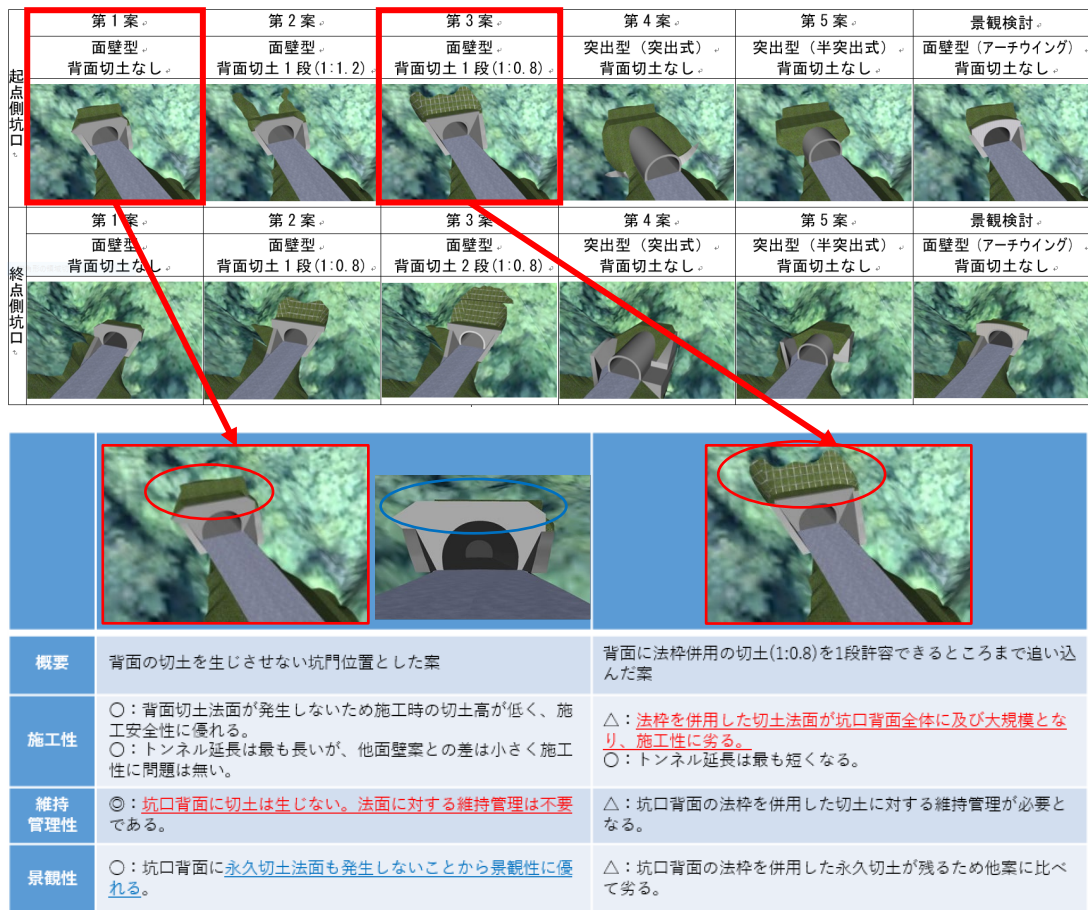 第1案 第2案 第3案 第4案 第5案 景観検討
起点側坑口
面壁型 面壁型 面壁型 突出型（突出式） 突出型（半突出式） 面壁型（アーチウイング）
背面切土なし 背面切土1段(1:1.2) 背面切土1段(1:0.8) 背面切土なし 背面切土なし 背面切土なし
第1案 第2案 第3案 第4案 第5案 景観検討
終点側坑口
面壁型 面壁型 面壁型 突出型（突出式） 突出型（半突出式） 面壁型（アーチウイング）
背面切土なし 背面切土1段(1:0.8) 背面切土2段(1:0.8) 背面切土なし 背面切土なし 背面切土なし
概要
背面の切土を生じさせない坑門位置とした案
背面に法枠併用の切土(1:0.8)を1段許容できるところまで追い込
んだ案
施工性
〇：背面切土法面が発生しないため施工時の切土高が低く、施
工安全性に優れる。
〇：トンネル延長は最も長いが、他面壁案との差は小さく施工
性に問題は無い。
△：法枠を併用した切土法面が坑口背面全体に及び大規模とな
り、施工性に劣る。
〇：トンネル延長は最も短くなる。
維持
管理性
◎：坑口背面に切土は生じない。法面に対する維持管理は不要
である。
△：坑口背面の法枠を併用した切土に対する維持管理が必要と
なる。
景観性
〇：坑口背面に永久切土法面も発生しないことから景観性に優
れる。
△：坑口背面の法枠を併用した永久切土が残るため他案に比べ
て劣る。